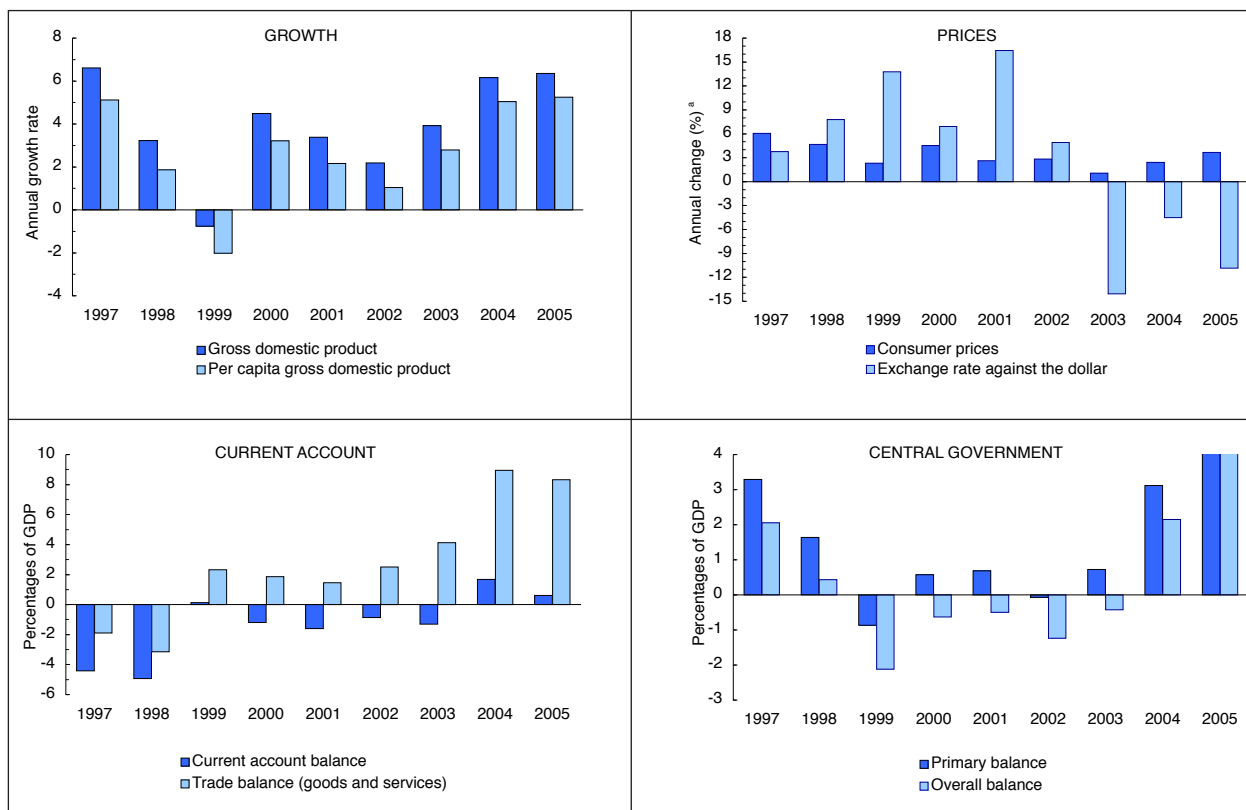 GROWTH
Annual growth rate
8
6
4
2
0
-2
-4
1997 1998 1999 2000 2001 2002 2003 2004 2005
Gross domestic product
Per capita gross domestic product
PRICES
Annual change (%) a
18
15
12
9
6
3
0
-3
-6
-9
-12
-15
1997 1998 1999 2000 2001 2002 2003 2004 2005
Consumer prices
Exchange rate against the dollar
CURRENT ACCOUNT
Percentages of GDP
10
8
6
4
2
0
-2
-4
-6
1997 1998 1999 2000 2001 2002 2003 2004 2005
Current account balance
Trade balance (goods and services)
CENTRAL GOVERNMENT
Percentages of GDP
4
3
2
1
0
-1
-2
-3
1997 1998 1999 2000 2001 2002 2003 2004 2005
Primary balance
Overall balance